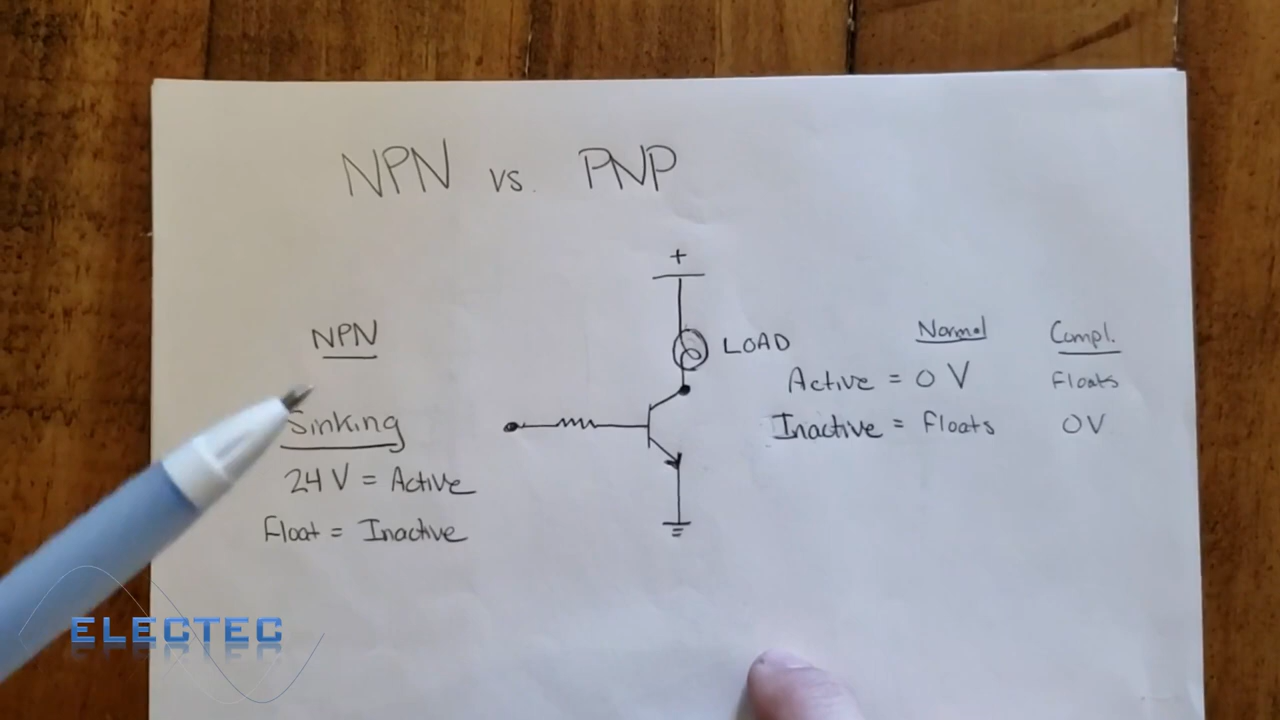 NPN vs. PNP
+
NPN
LOAD
Normal Compl.
Active = 0 V Floats
Sinking
Inactive = Floats 0V
24 V = Active
Float = Inactive
ELECTEC